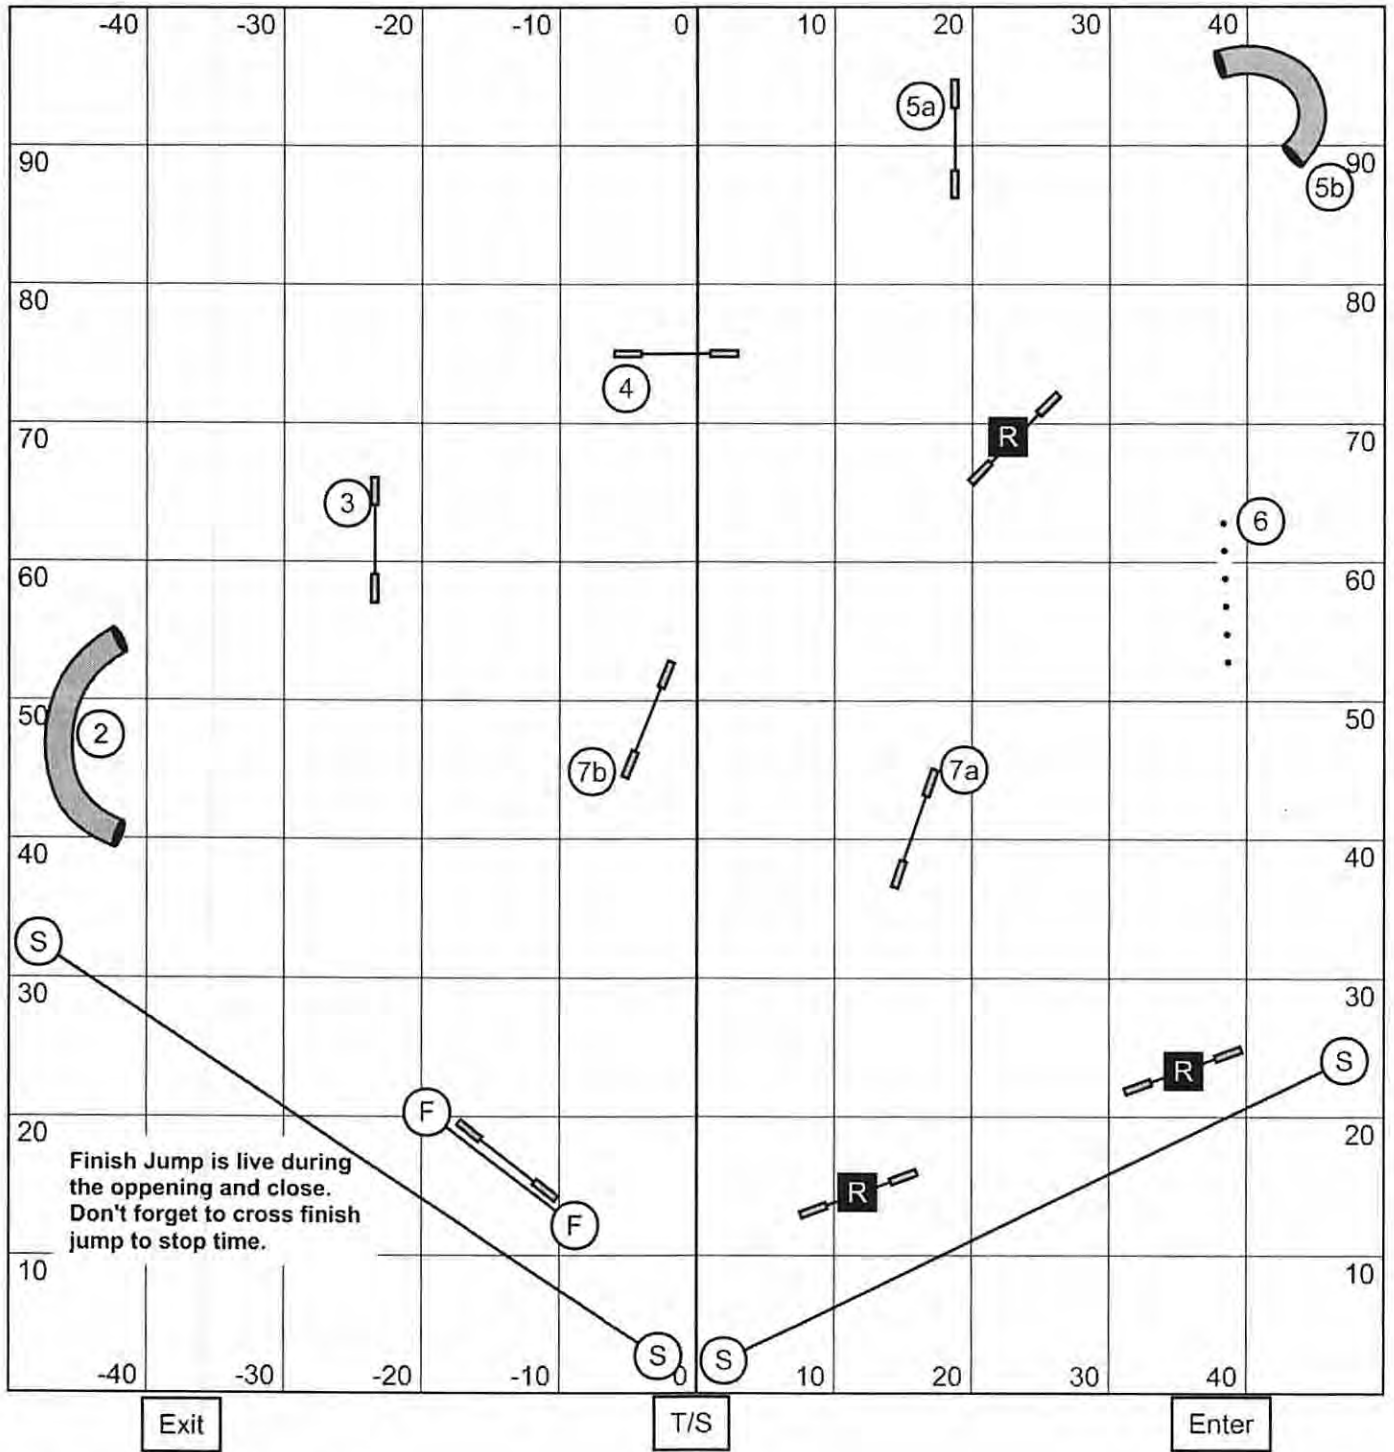 -40 -30 -20 -10 0 10 20 30 40
5a
90 90
5b
80 80
4
70 R 70
3 6
60 60
50 50
2
7b 7a
40 40
S
30 30
R S
F
20 20
Finish Jump is live during
the oppening and close.
Don't forget to cross finish
jump to stop time.
R
F
10 10
S S
-40 -30 -20 -10 0 10 20 30 40
Exit T/S Enter